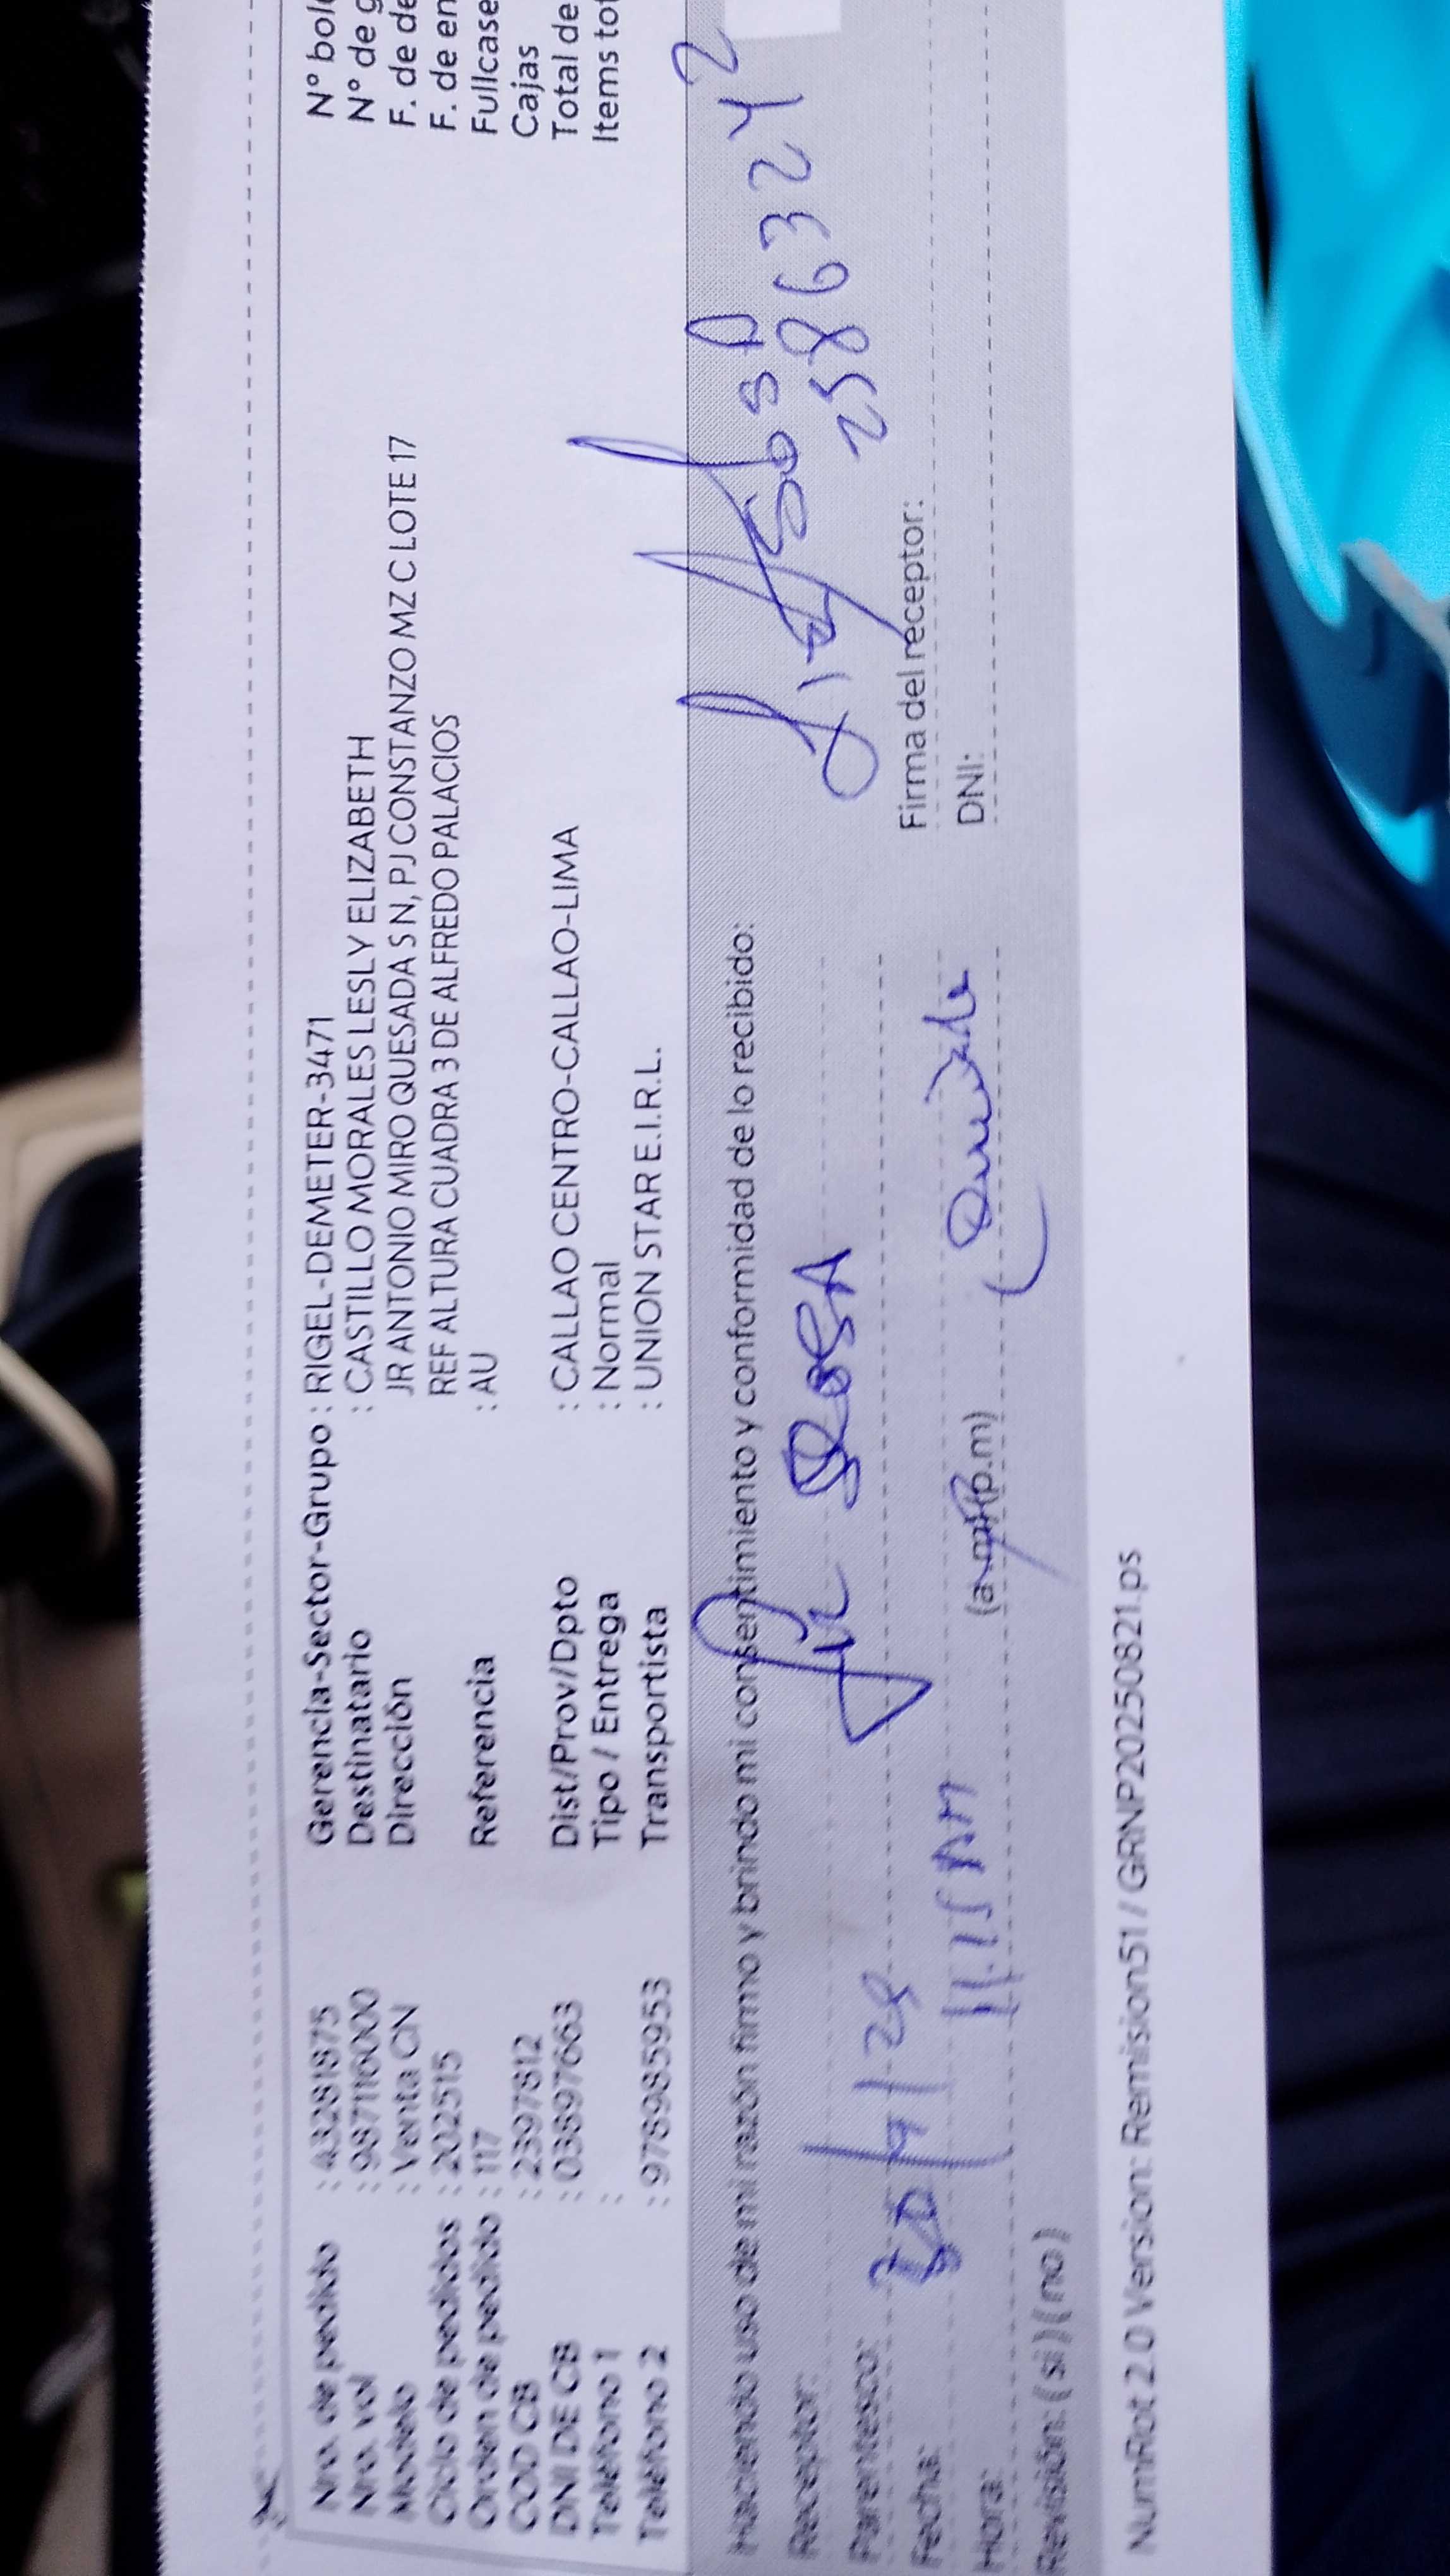 Nro. de pedido : 43281875
Nro. vol : 987116000
Modelo : Venta CN
Ciclo de pedidos : 202515
Orden de pedido : 117
COD CB : 2397812
DNI DE CB : 03897663
Teléfono 1 :
Teléfono 2 : 978985953
Gerencia-Sector-Grupo : RIGEL-DEMETER-3471
Destinatario : CASTILLO MORALES LESLY ELIZABETH
Dirección JR ANTONIO MIRO QUESADA S N, PJ CONSTANZO MZ C LOTE 17
REF ALTURA CUADRA 3 DE ALFREDO PALACIOS
Referencia : AU
Dist/Prov/Dpto : CALLAO CENTRO-CALLAO-LIMA
Tipo / Entrega : Normal
Transportista : UNION STAR E.I.R.L.
N° bol
N° de g
F. de de
F. de en
Fullcase
Cajas
Total de
Items tot
Haciendo uso de mi razón firmo y brindo mi consentimiento y conformidad de lo recibido:
Receptor: ROSA
Parentesco:
Fecha:
Hora: (a.m)(p.m)
Revisión: (si) (no)
25863242
Firma del receptor:
DNI:
NumRot 2.0 Version: Remision51 / GRNP20250821.ps